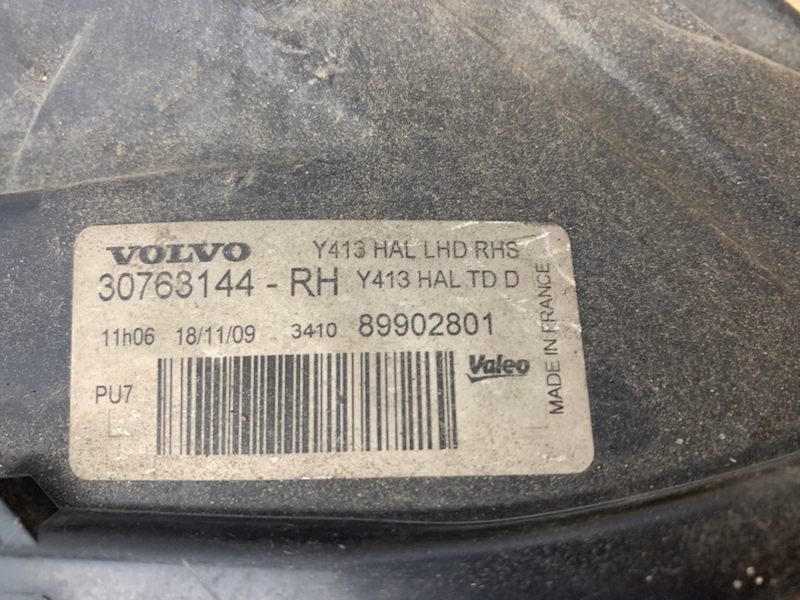 VOLVO Y413 HAL LHD RHS
30763144 - RH Y413 HAL TD D
11h06 18/11/09 3410 89902801
PU7
Valeo
MADE IN FRANCE